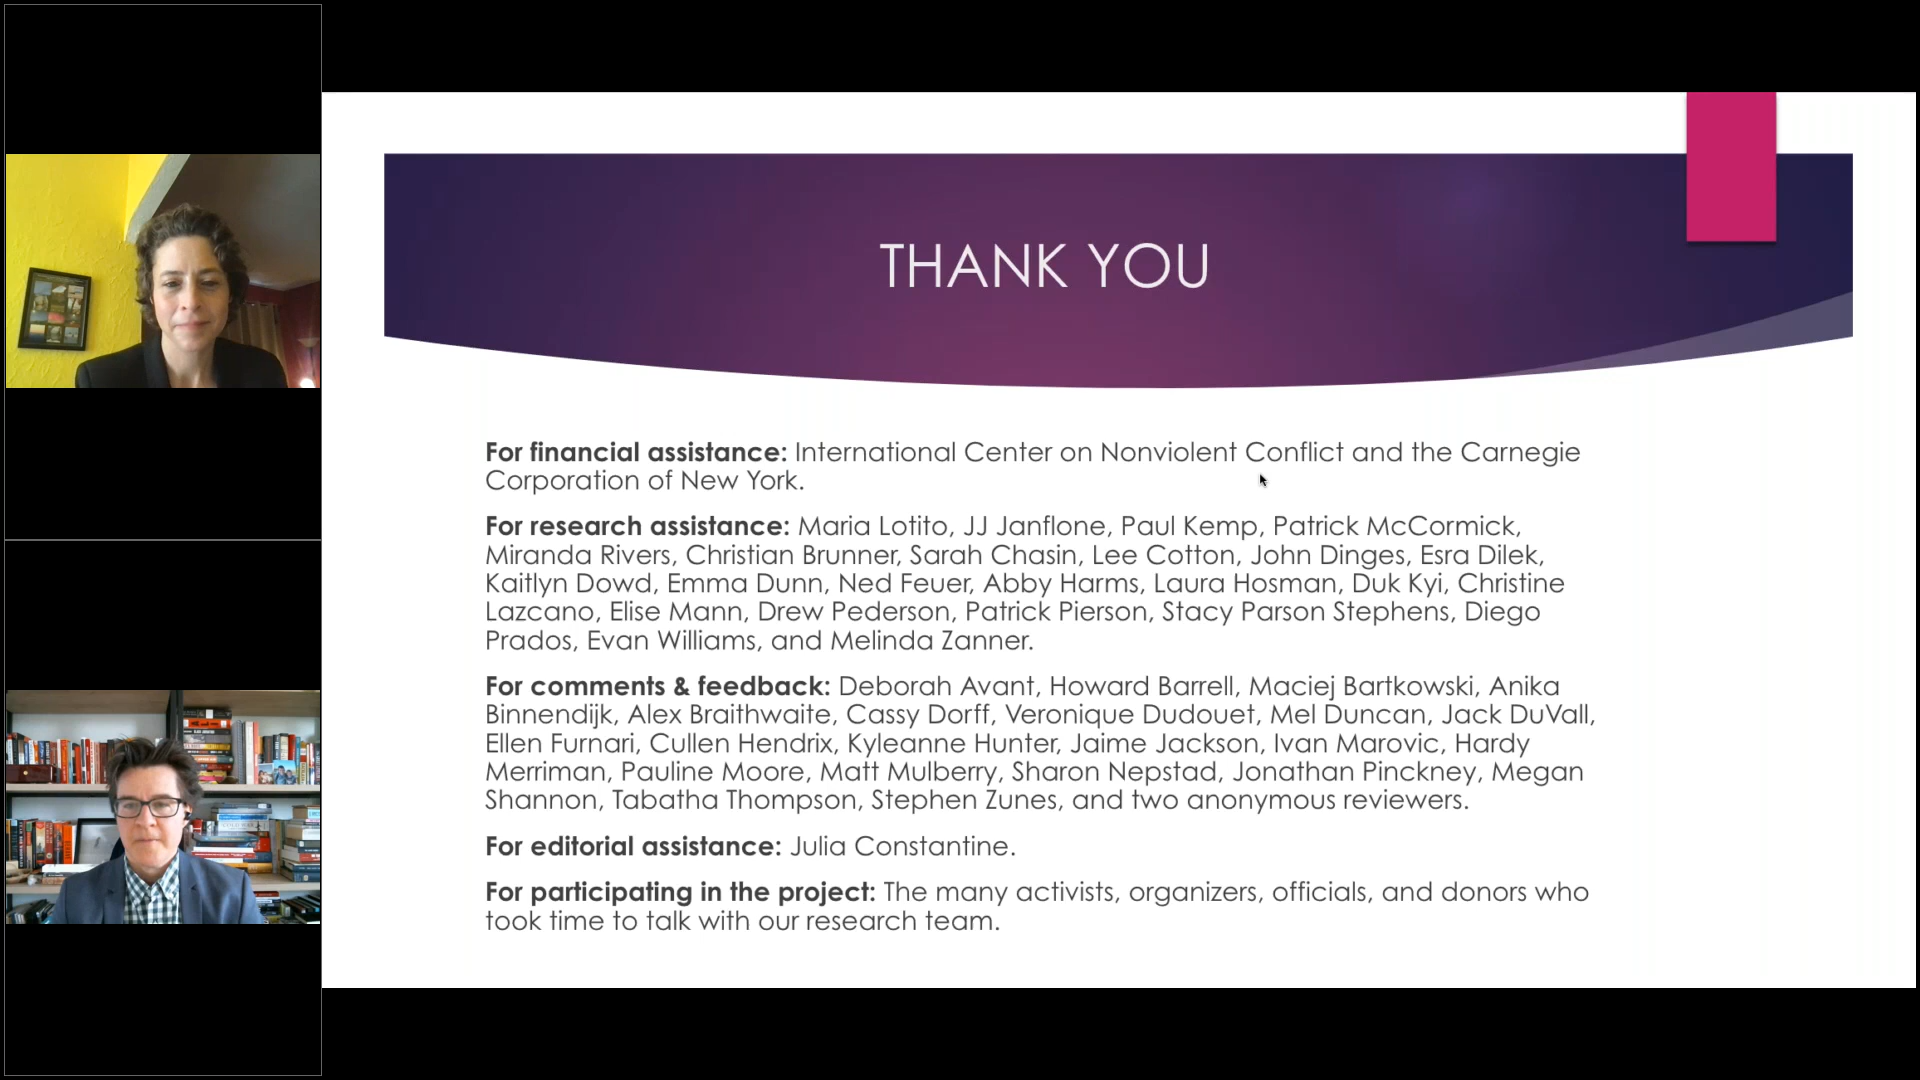 THANK YOU
For financial assistance: International Center on Nonviolent Conflict and the Carnegie
Corporation of New York.
For research assistance: Maria Lotito, JJ Janflone, Paul Kemp, Patrick McCormick,
Miranda Rivers, Christian Brunner, Sarah Chasin, Lee Cotton, John Dinges, Esra Dilek,
Kaitlyn Dowd, Emma Dunn, Ned Feuer, Abby Harms, Laura Hosman, Duk Kyi, Christine
Lazcano, Elise Mann, Drew Pederson, Patrick Pierson, Stacy Parson Stephens, Diego
Prados, Evan Williams, and Melinda Zanner.
For comments & feedback: Deborah Avant, Howard Barrell, Maciej Bartkowski, Anika
Binnendijk, Alex Braithwaite, Cassy Dorff, Veronique Dudouet, Mel Duncan, Jack DuVall,
Ellen Furnari, Cullen Hendrix, Kyleanne Hunter, Jaime Jackson, Ivan Marovic, Hardy
Merriman, Pauline Moore, Matt Mulberry, Sharon Nepstad, Jonathan Pinckney, Megan
Shannon, Tabatha Thompson, Stephen Zunes, and two anonymous reviewers.
For editorial assistance: Julia Constantine.
For participating in the project: The many activists, organizers, officials, and donors who
took time to talk with our research team.